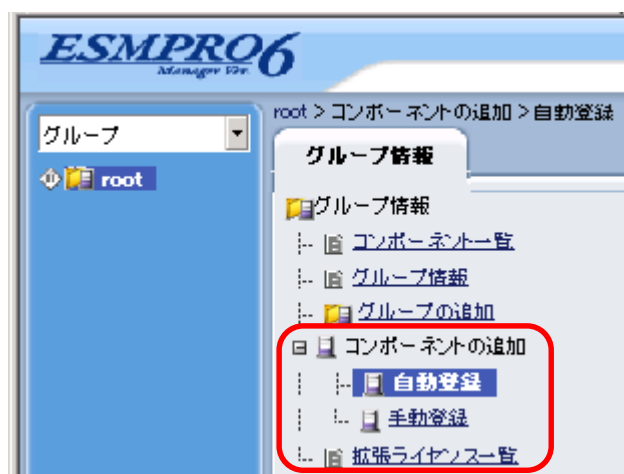 ESMPRO6
Manager Ver.
グループ
root
root > コンポーネントの追加 > 自動登録
グループ情報
グループ情報
コンポーネント一覧
グループ情報
グループの追加
コンポーネントの追加
自動登録
手動登録
拡張ライセンス一覧